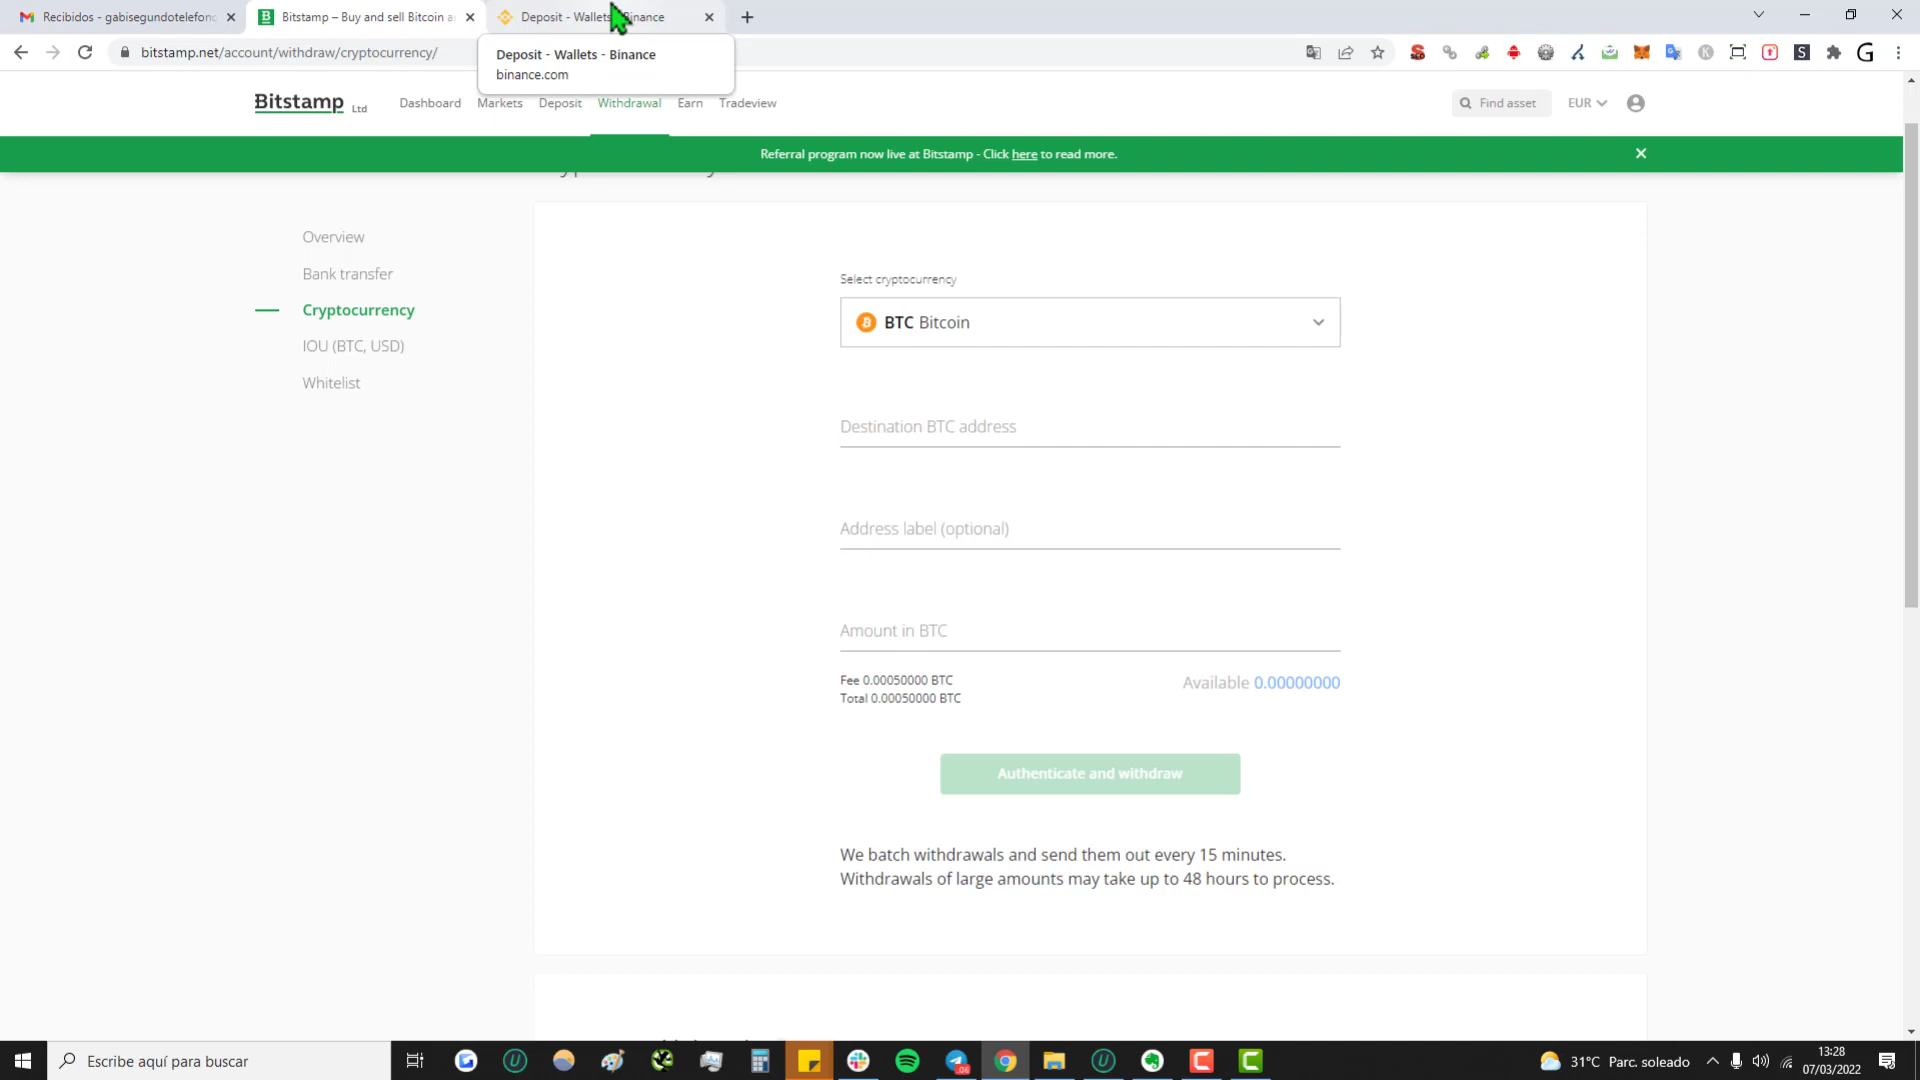 Recibidos - gabisegundotelefono
Bitstamp – Buy and sell Bitcoin a
Deposit - Wallets - Binance
bitstamp.net/account/withdraw/cryptocurrency/
Deposit - Wallets - Binance
binance.com
Bitstamp Ltd
Dashboard
Markets
Deposit
Withdrawal
Earn
Tradeview
Find asset
EUR
Referral program now live at Bitstamp - Click here to read more.
Overview
Bank transfer
Cryptocurrency
IOU (BTC, USD)
Whitelist
Select cryptocurrency
BTC Bitcoin
Destination BTC address
Address label (optional)
Amount in BTC
Fee 0.00050000 BTC
Total 0.00050000 BTC
Available 0.00000000
Authenticate and withdraw
We batch withdrawals and send them out every 15 minutes.
Withdrawals of large amounts may take up to 48 hours to process.
Escribe aquí para buscar
31°C Parc. soleado
13:28
07/03/2022